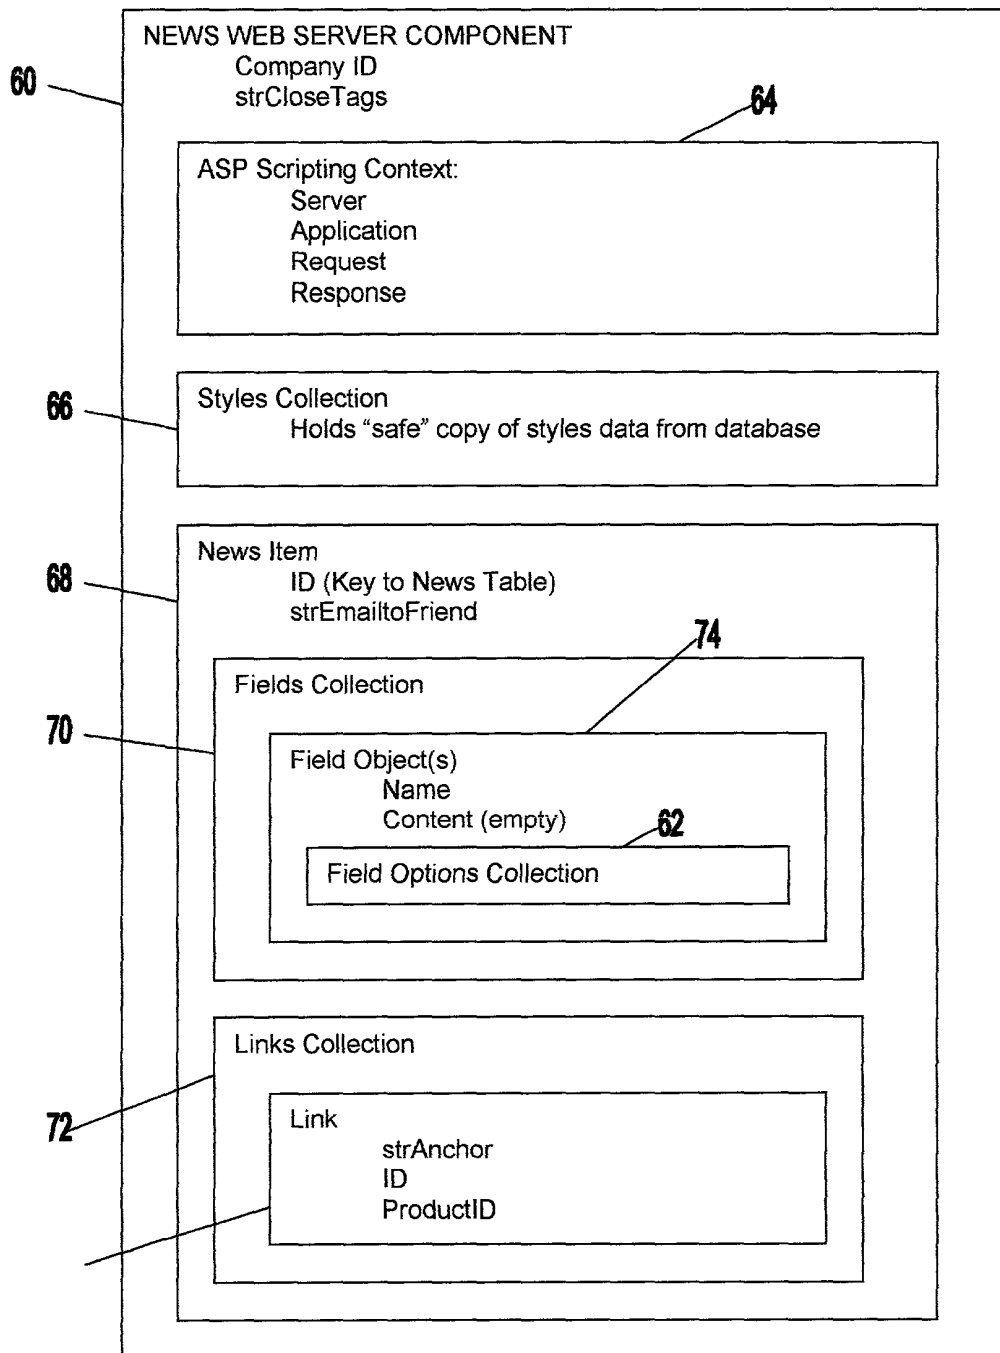 NEWS WEB SERVER COMPONENT
Company ID
strCloseTags
60
64
ASP Scripting Context:
Server
Application
Request
Response
66
Styles Collection
Holds “safe” copy of styles data from database
68
News Item
ID (Key to News Table)
strEmailtoFriend
74
70
Fields Collection
Field Object(s)
Name
Content (empty)
62
Field Options Collection
72
Links Collection
Link
strAnchor
ID
ProductID